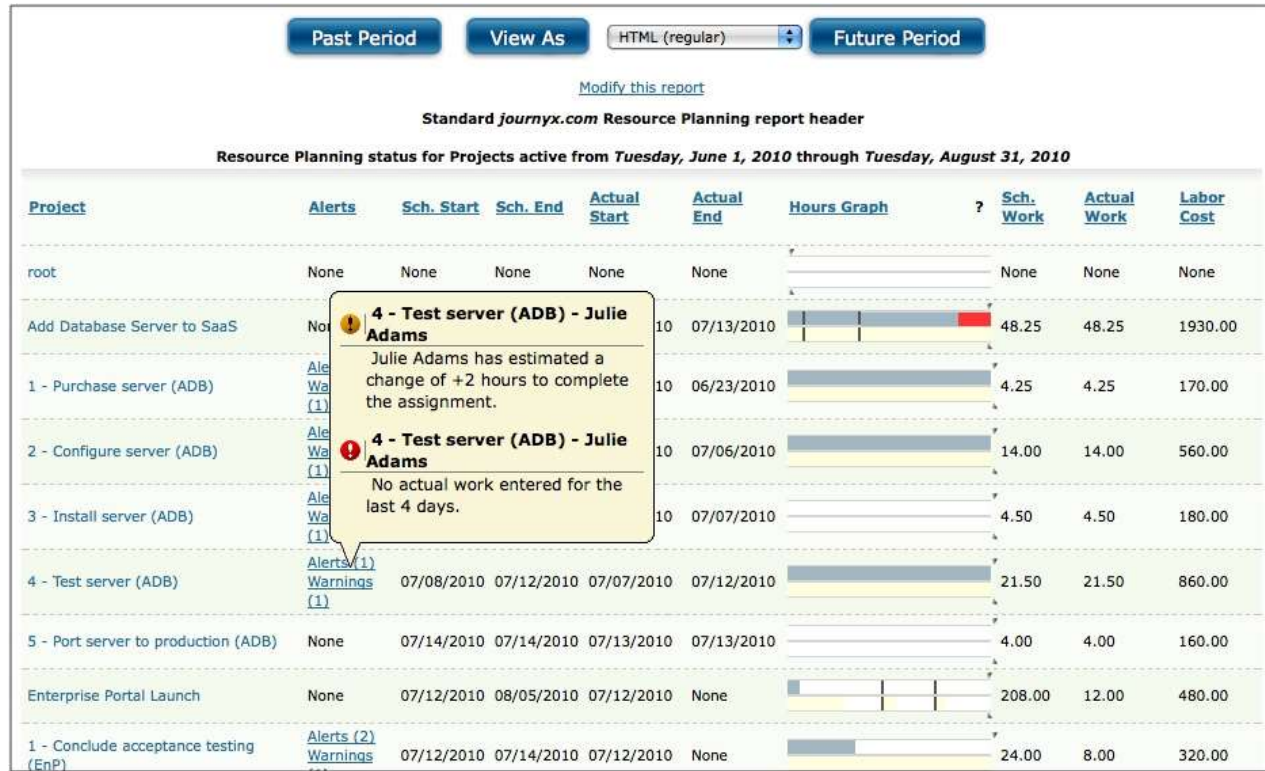 Past Period View As HTML (regular) Future Period
Modify this report
Standard journyx.com Resource Planning report header
Resource Planning status for Projects active from Tuesday, June 1, 2010 through Tuesday, August 31, 2010
Project Alerts Sch. Start Sch. End Actual Start Actual End Hours Graph ? Sch. Work Actual Work Labor Cost
root None None None None None None None None
Add Database Server to SaaS 10 07/13/2010 48.25 48.25 1930.00
4 - Test server (ADB) - Julie
Adams
Julie Adams has estimated a
change of +2 hours to complete
the assignment.
4 - Test server (ADB) - Julie
Adams
No actual work entered for the
last 4 days.
1 - Purchase server (ADB) (1) 10 06/23/2010 4.25 4.25 170.00
2 - Configure server (ADB) (1) 10 07/06/2010 14.00 14.00 560.00
3 - Install server (ADB) (1) 10 07/07/2010 4.50 4.50 180.00
4 - Test server (ADB) Alerts (1) Warnings (1) 07/08/2010 07/12/2010 07/07/2010 07/12/2010 21.50 21.50 860.00
5 - Port server to production (ADB) None 07/14/2010 07/14/2010 07/13/2010 07/13/2010 4.00 4.00 160.00
Enterprise Portal Launch None 07/12/2010 08/05/2010 07/12/2010 None 208.00 12.00 480.00
1 - Conclude acceptance testing (EnP) Alerts (2) Warnings 07/12/2010 07/14/2010 07/12/2010 None 24.00 8.00 320.00